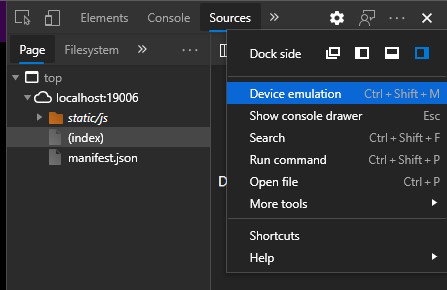 Elements Console Sources
Page Filesystem
top
localhost:19006
static/js
(index)
manifest.json
Dock side
Device emulation Ctrl + Shift + M
Show console drawer Esc
Search Ctrl + Shift + F
Run command Ctrl + Shift + P
Open file Ctrl + P
More tools
Shortcuts
Help
D